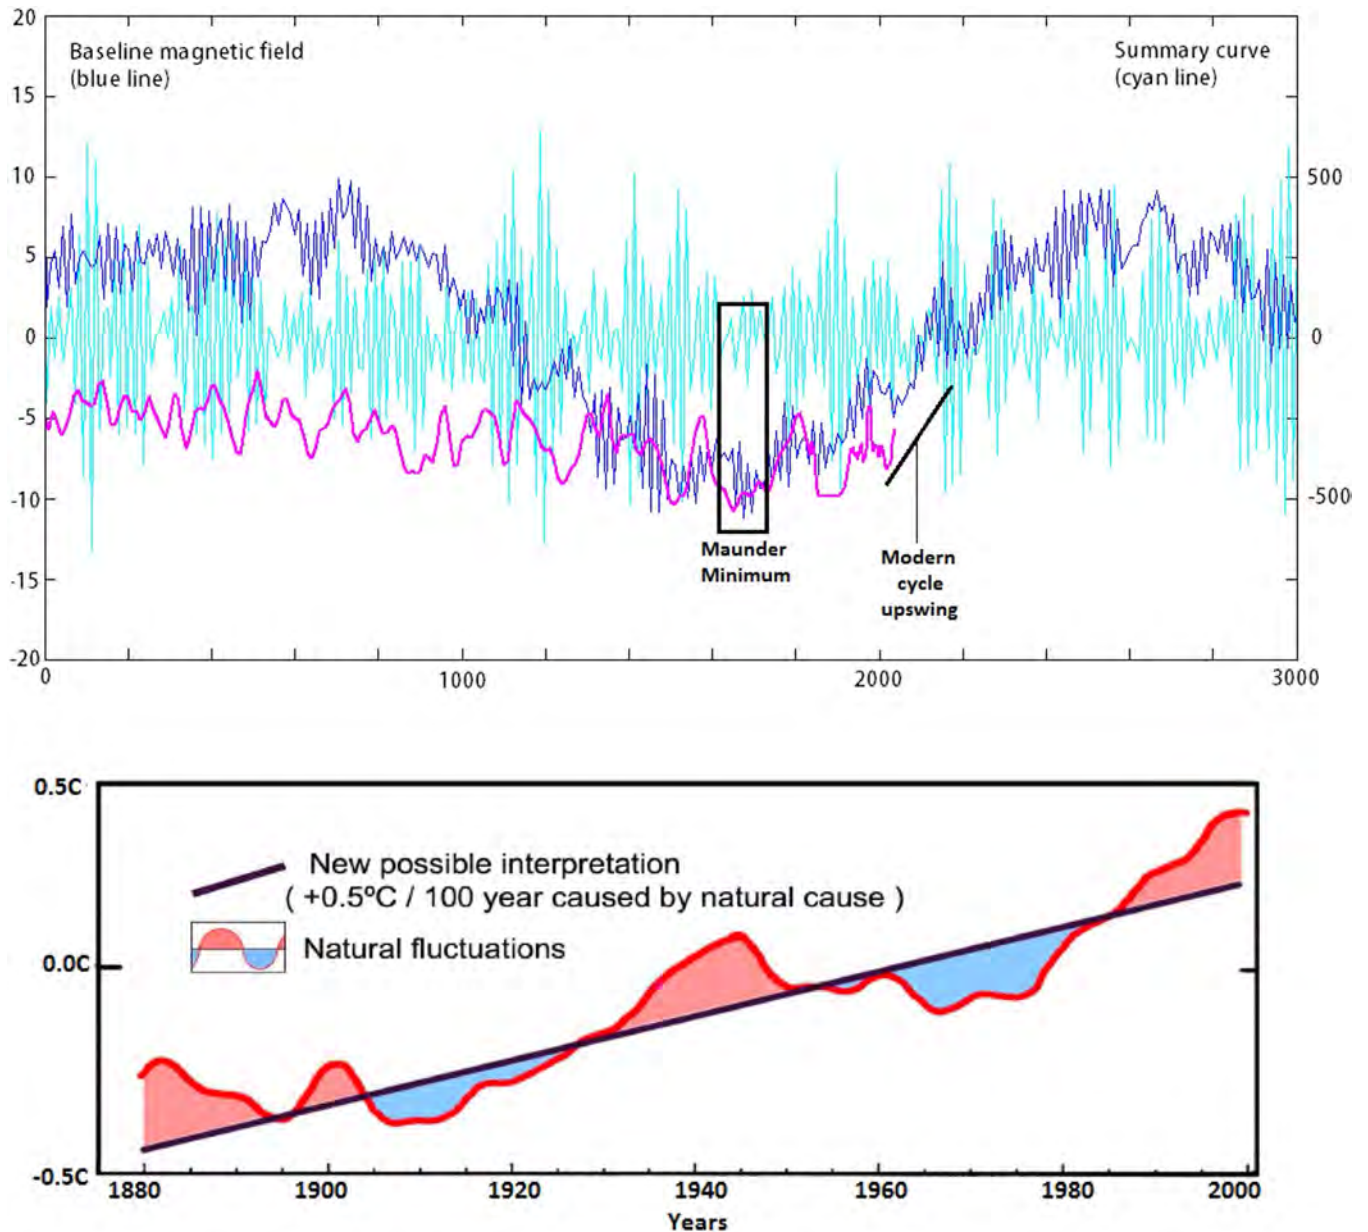 20
15
10
5
0
-5
-10
-15
-20
Baseline magnetic field
(blue line)
Summary curve
(cyan line)
500
0
-500
Maunder
Minimum
Modern
cycle
upswing
0
1000
2000
3000
0.5C
0.0C
-0.5C
New possible interpretation
( +0.5ºC / 100 year caused by natural cause )
Natural fluctuations
1880
1900
1920
1940
1960
1980
2000
Years